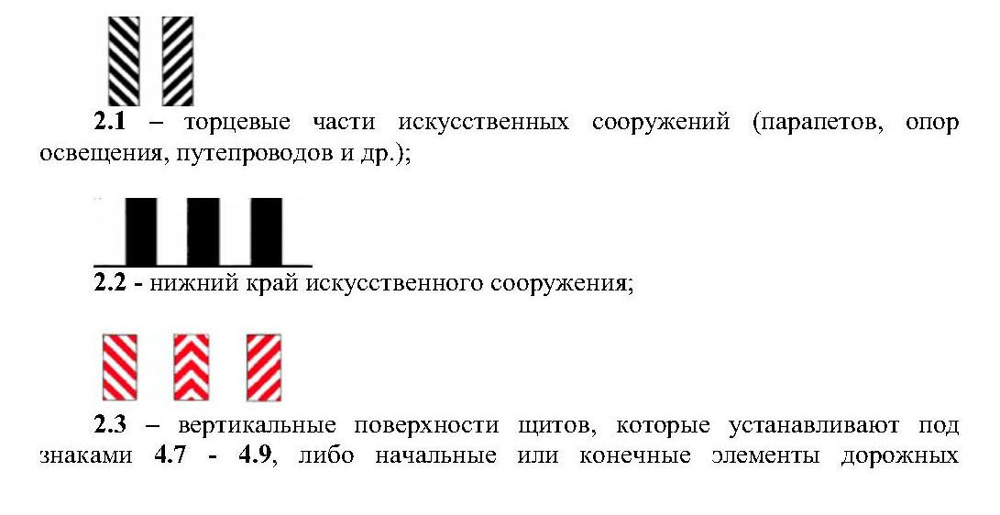 2.1 – торцевые части искусственных сооружений (парапетов, опор
освещения, путепроводов и др.);
2.2 - нижний край искусственного сооружения;
2.3 – вертикальные поверхности щитов, которые устанавливают под
знаками 4.7 - 4.9, либо начальные или конечные элементы дорожных